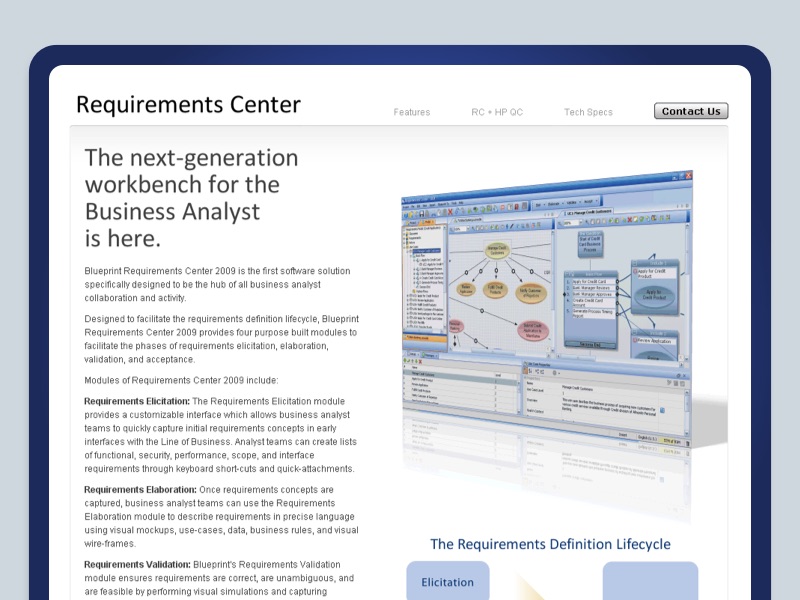 Requirements Center
Features
RC + HP QC
Tech Specs
Contact Us
The next-generation
workbench for the
Business Analyst
is here.
Blueprint Requirements Center 2009 is the first software solution
specifically designed to be the hub of all business analyst
collaboration and activity.
Designed to facilitate the requirements definition lifecycle, Blueprint
Requirements Center 2009 provides four purpose built modules to
facilitate the phases of requirements elicitation, elaboration,
validation, and acceptance.
Modules of Requirements Center 2009 include:
Requirements Elicitation: The Requirements Elicitation module
provides a customizable interface which allows business analyst
teams to quickly capture initial requirements concepts in early
interfaces with the Line of Business. Analyst teams can create lists
of functional, security, performance, scope, and interface
requirements through keyboard short-cuts and quick-attachments.
Requirements Elaboration: Once requirements concepts are
captured, business analyst teams can use the Requirements
Elaboration module to describe requirements in precise language
using visual mockups, use-cases, data, business rules, and visual
wire-frames.
Requirements Validation: Blueprint's Requirements Validation
module ensures requirements are correct, are unambiguous, and
are feasible by performing visual simulations and capturing
The Requirements Definition Lifecycle
Elicitation